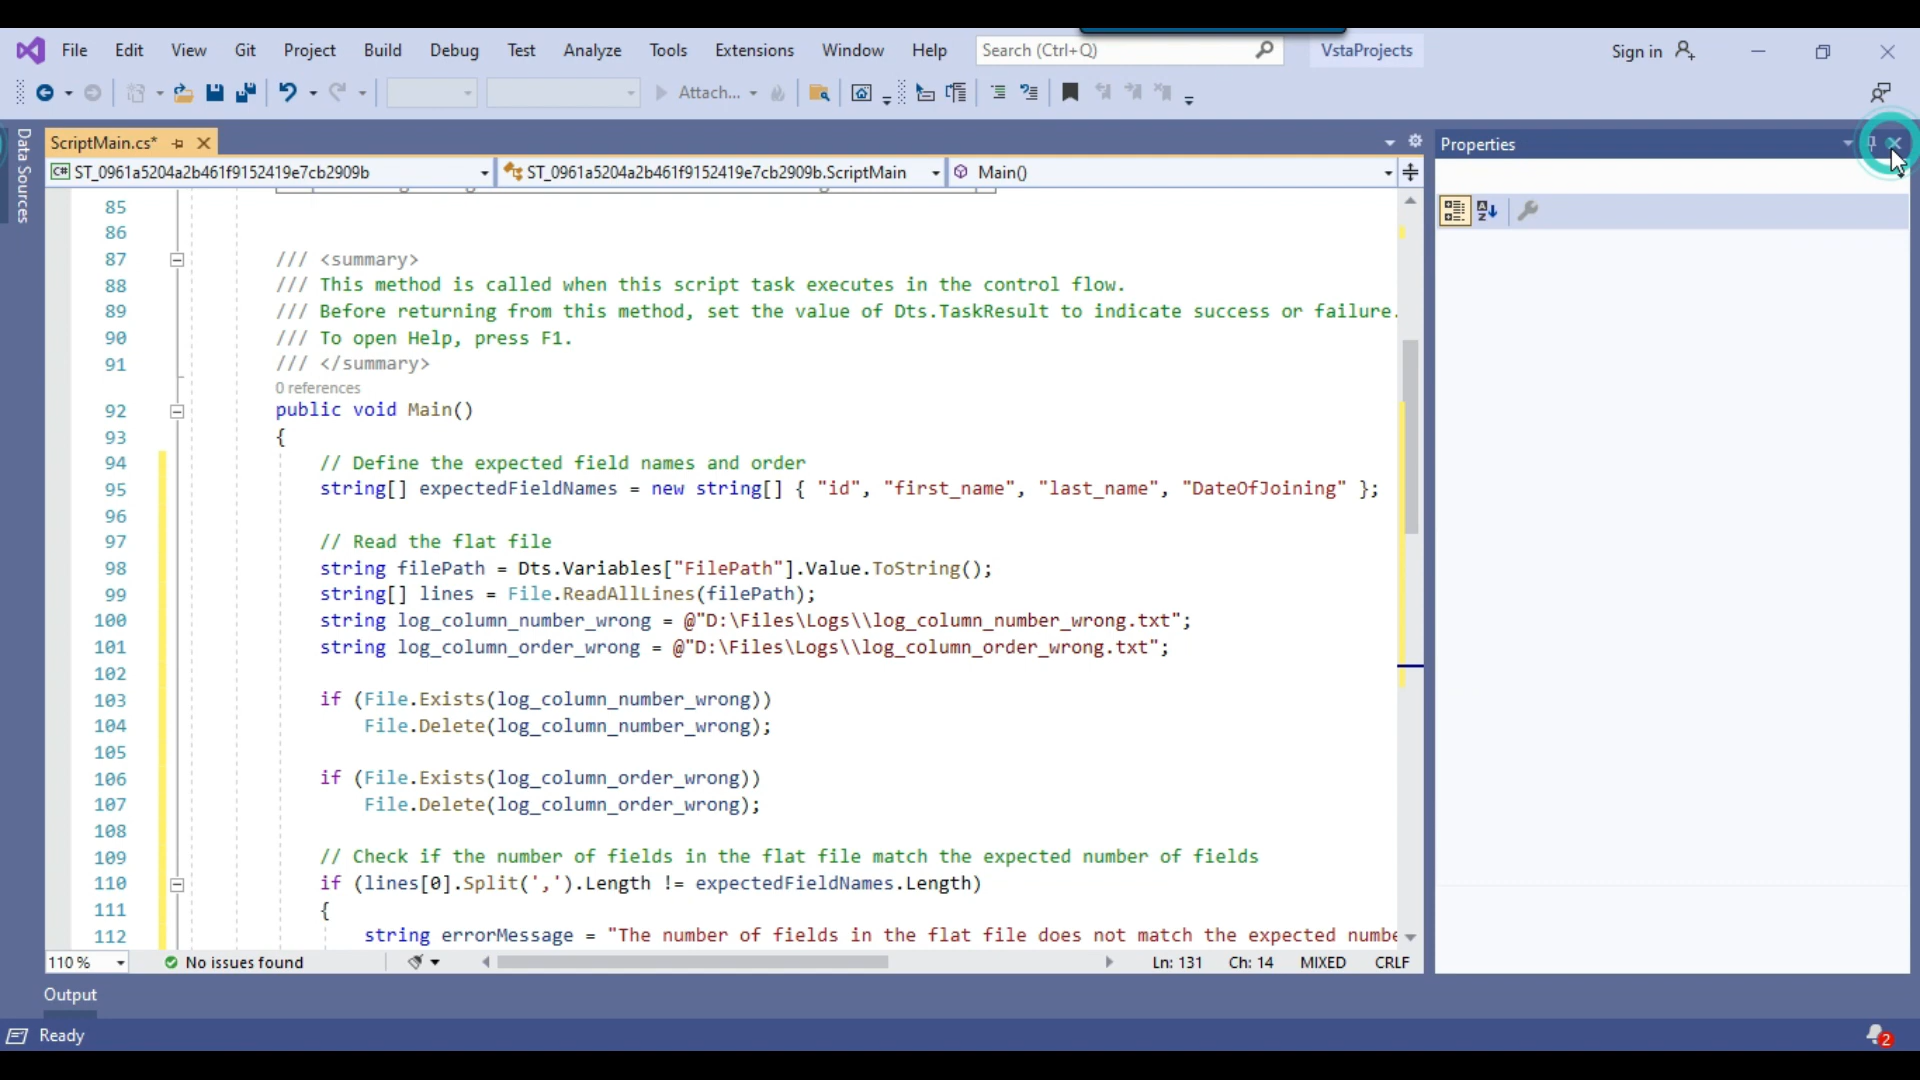 File Edit View Git Project Build Debug Test Analyze Tools Extensions Window Help Search (Ctrl+Q) VstaProjects Sign in
Attach...
Data Sources
ScriptMain.cs*
Properties
C# ST_0961a5204a2b461f9152419e7cb2909b ST_0961a5204a2b461f9152419e7cb2909b.ScriptMain Main()
85
86
87 /// <summary>
88 /// This method is called when this script task executes in the control flow.
89 /// Before returning from this method, set the value of Dts.TaskResult to indicate success or failure.
90 /// To open Help, press F1.
91 /// </summary>
0 references
92 public void Main()
93 {
94 // Define the expected field names and order
95 string[] expectedFieldNames = new string[] { "id", "first_name", "last_name", "DateOfJoining" };
96
97 // Read the flat file
98 string filePath = Dts.Variables["FilePath"].Value.ToString();
99 string[] lines = File.ReadAllLines(filePath);
100 string log_column_number_wrong = @"D:\Files\Logs\\log_column_number_wrong.txt";
101 string log_column_order_wrong = @"D:\Files\Logs\\log_column_order_wrong.txt";
102
103 if (File.Exists(log_column_number_wrong))
104 File.Delete(log_column_number_wrong);
105
106 if (File.Exists(log_column_order_wrong))
107 File.Delete(log_column_order_wrong);
108
109 // Check if the number of fields in the flat file match the expected number of fields
110 if (lines[0].Split(',').Length != expectedFieldNames.Length)
111 {
112 string errorMessage = "The number of fields in the flat file does not match the expected numbe
110 % No issues found Ln: 131 Ch: 14 MIXED CRLF
Output
Ready 2